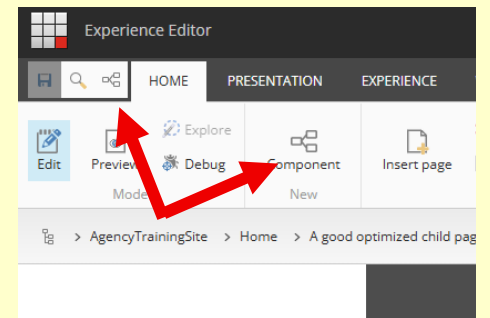 Experience Editor
HOME PRESENTATION EXPERIENCE
Explore
Edit Preview Debug Component Insert page
Mode New
> AgencyTrainingSite > Home > A good optimized child pag